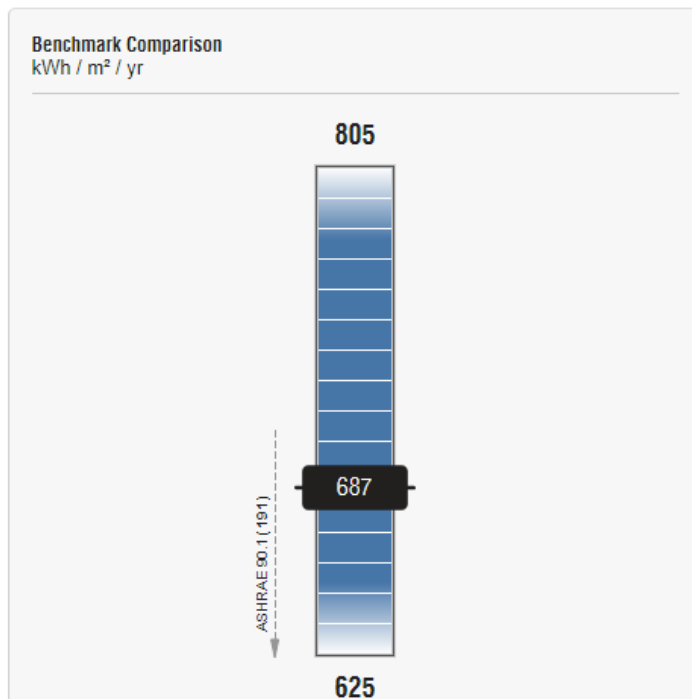 Benchmark Comparison
kWh / m² / yr
805
687
ASHRAE 90.1 (191)
625